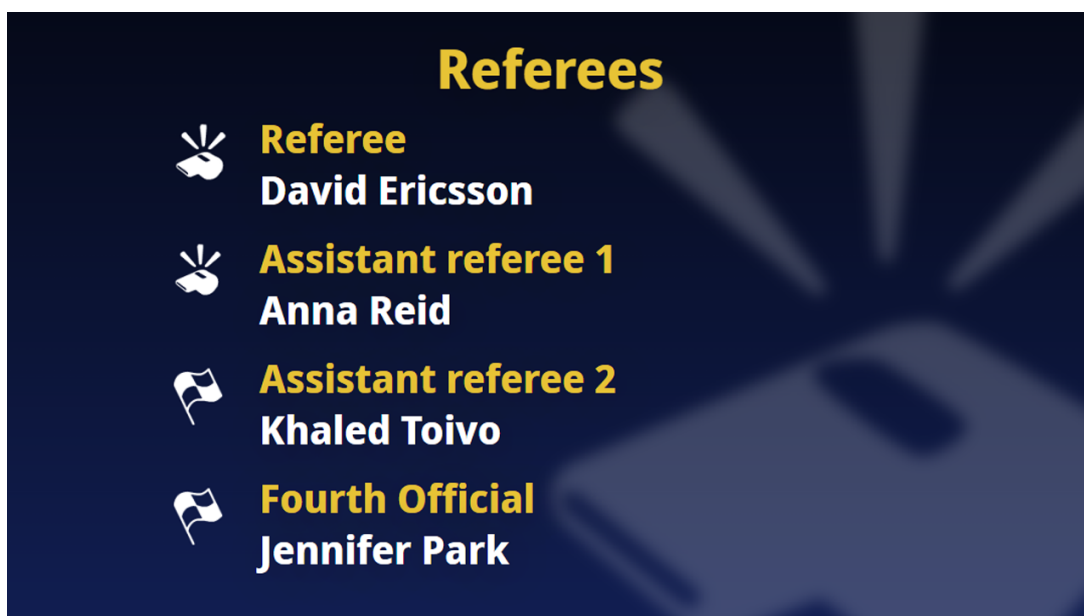 Referees
Referee
David Ericsson
Assistant referee 1
Anna Reid
Assistant referee 2
Khaled Toivo
Fourth Official
Jennifer Park